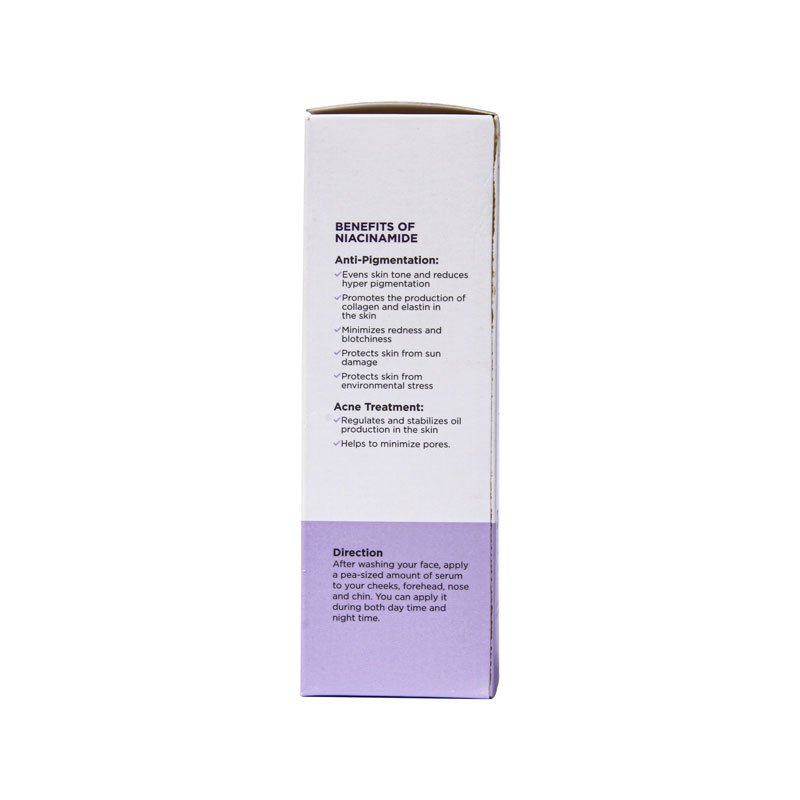 BENEFITS OF
NIACINAMIDE
Anti-Pigmentation:
✓Evens skin tone and reduces
hyper pigmentation
✓Promotes the production of
collagen and elastin in
the skin
✓Minimizes redness and
blotchiness
✓Protects skin from sun
damage
✓Protects skin from
environmental stress
Acne Treatment:
✓Regulates and stabilizes oil
production in the skin
✓Helps to minimize pores.
Direction
After washing your face, apply
a pea-sized amount of serum
to your cheeks, forehead, nose
and chin. You can apply it
during both day time and
night time.